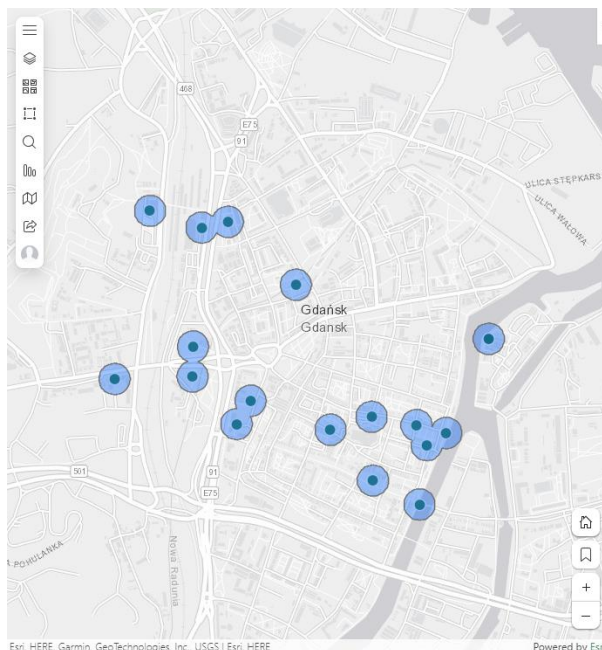 468
E75
91
ULICA STĘPKARS
ULICA WAŁOWA
Gdańsk
Gdansk
501
91
E75
POHULANKA
Nowa Radunia
Esri, HERE, Garmin, GeoTechnologies, Inc., USGS | Esri, HERE
Powered by Esri